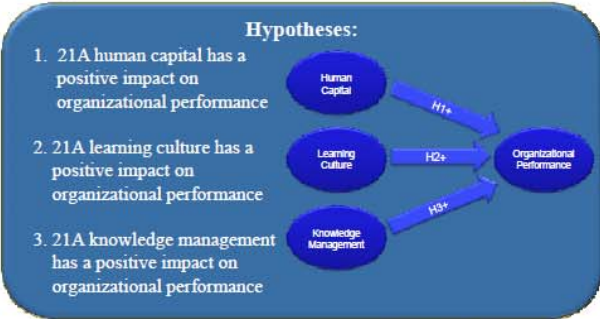 Hypotheses:
1. 21A human capital has a
positive impact on
organizational performance
2. 21A learning culture has a
positive impact on
organizational performance
3. 21A knowledge management
has a positive impact on
organizational performance
Human
Capital
H1+
Learning
Culture
H2+
Organizational
Performance
Knowledge
Management
H3+